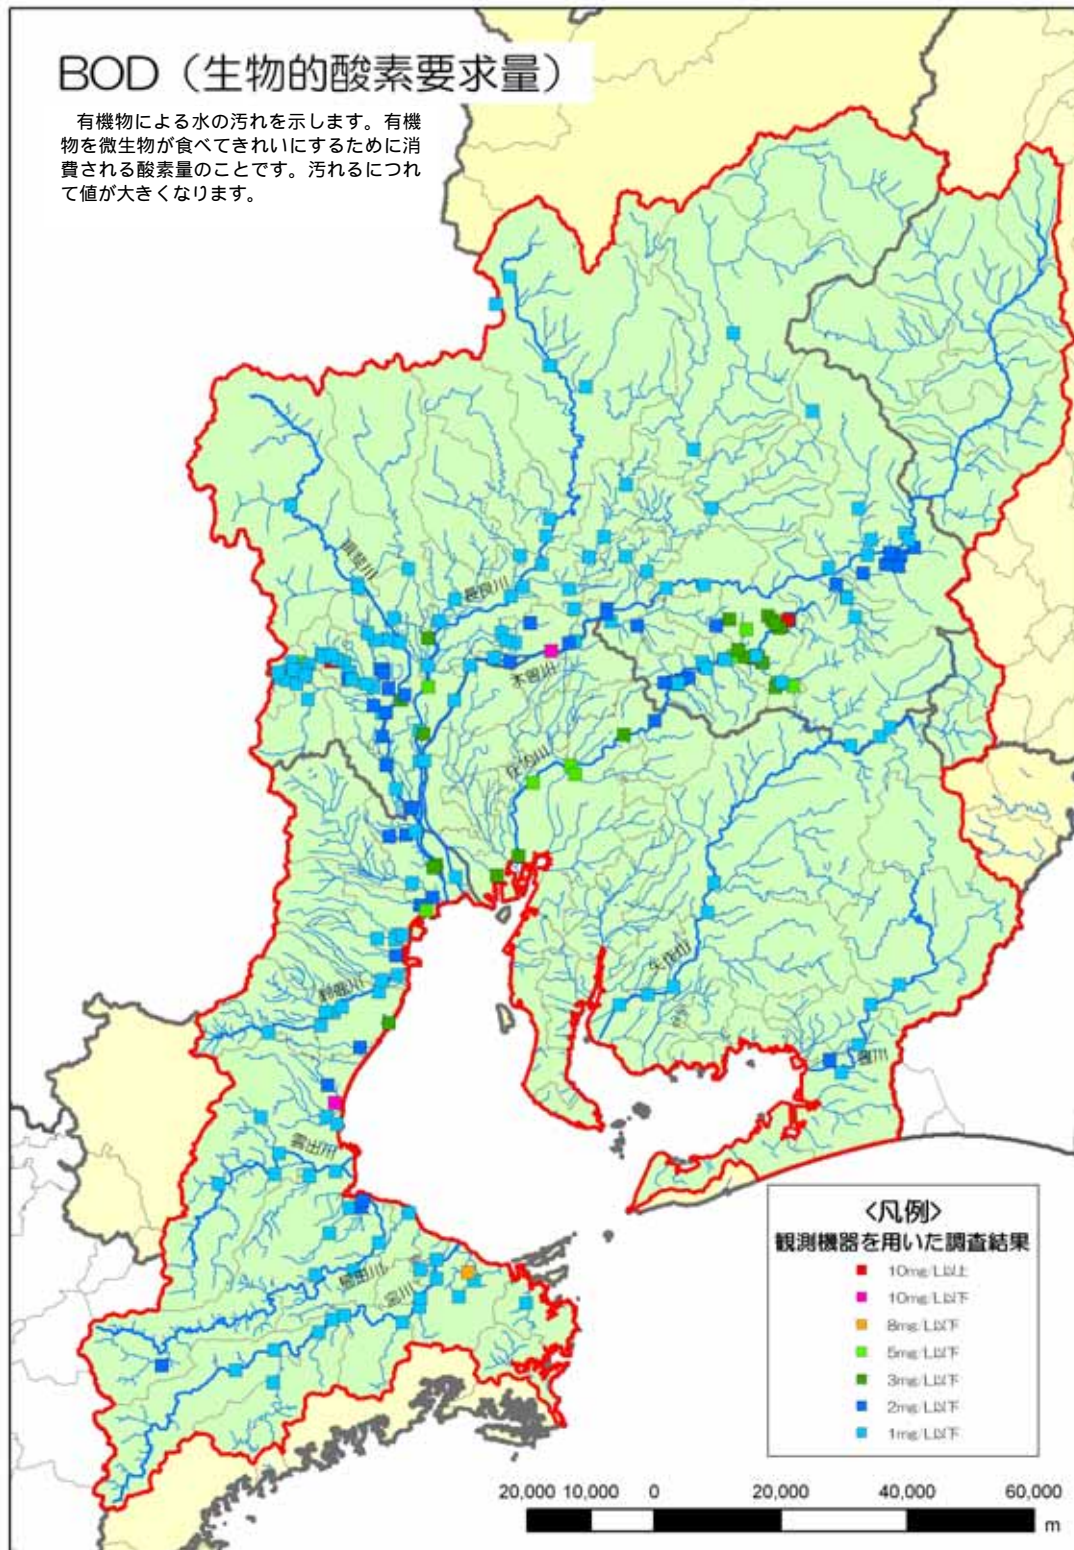 BOD（生物的酸素要求量）
有機物による水の汚れを示します。有機
物を微生物が食べてきれいにするために消
費される酸素量のことです。汚れるにつれ
て値が大きくなります。
揖斐川
長良川
木曽川
庄内川
矢作川
鈴鹿川
豊川
雲出川
櫛田川
宮川
<凡例>
観測機器を用いた調査結果
10mg/L以上
10mg/L以下
8mg/L以下
5mg/L以下
3mg/L以下
2mg/L以下
1mg/L以下
20,000 10,000 0 20,000 40,000 60,000
m